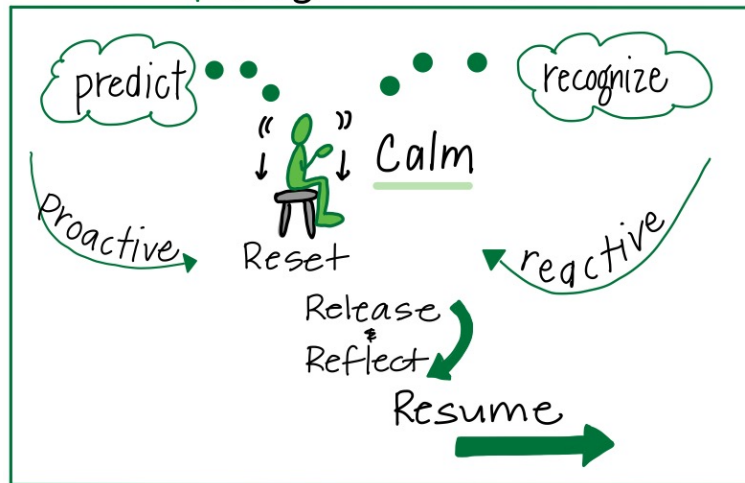 predict
recognize
Calm
Proactive
reactive
Reset
Release
&
Reflect
Resume